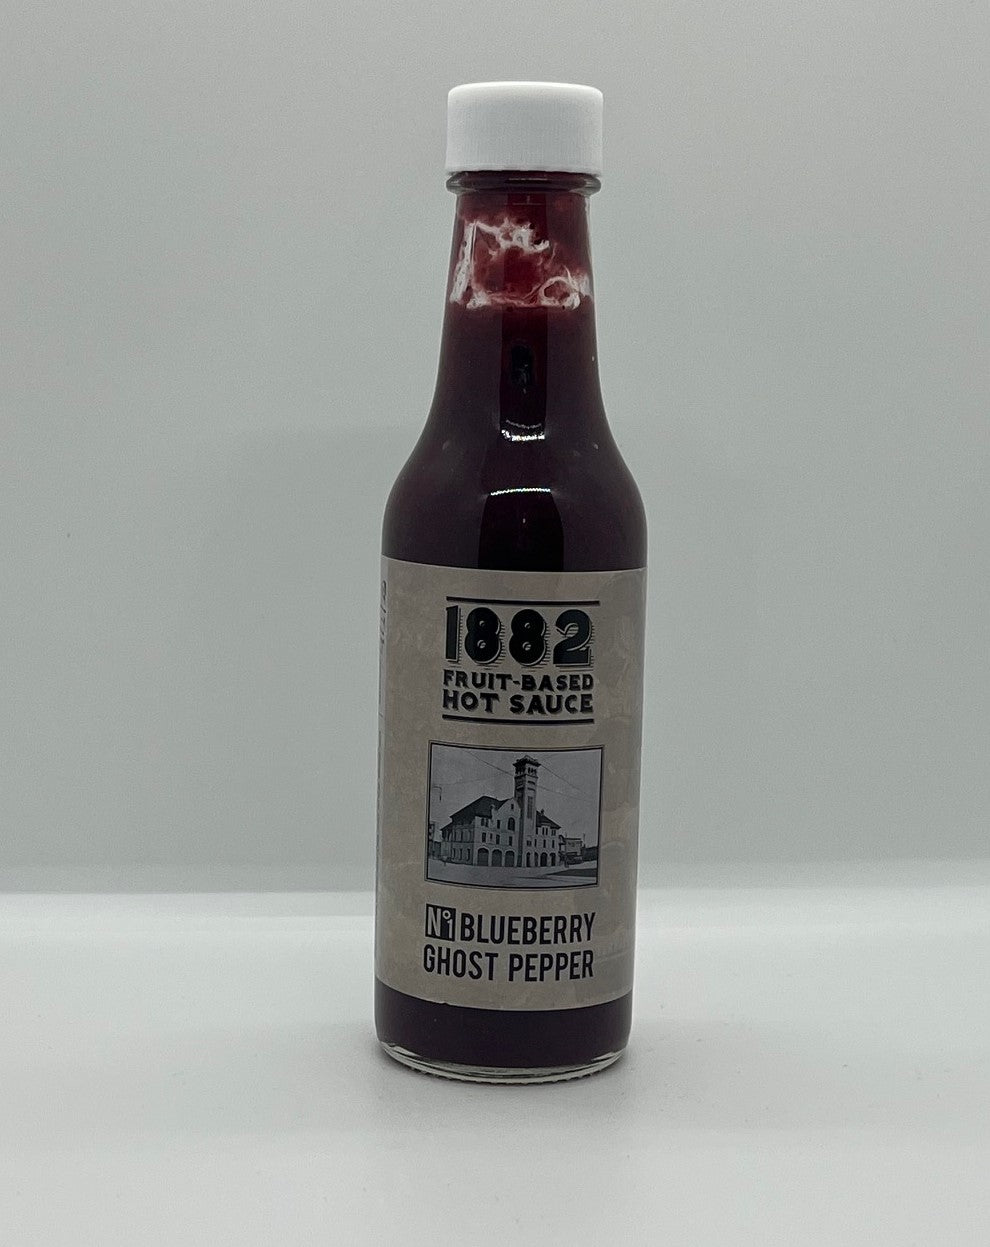 1882
FRUIT-BASED
HOT SAUCE
Nº1 BLUEBERRY
GHOST PEPPER